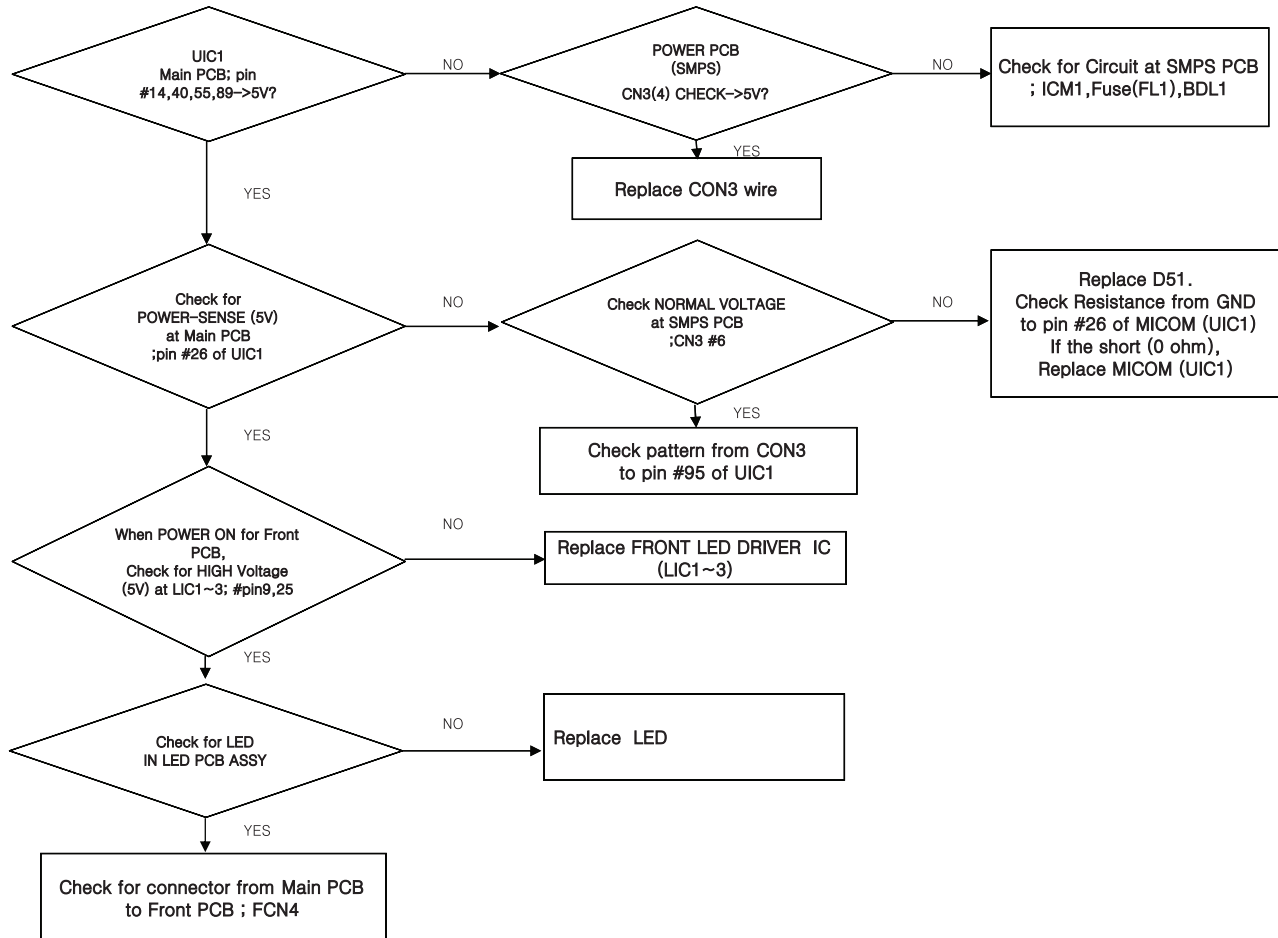 UIC1
Main PCB; pin
#14,40,55,89->5V?
NO
POWER PCB
(SMPS)
CN3(4) CHECK->5V?
NO
Check for Circuit at SMPS PCB
; ICM1,Fuse(FL1),BDL1
YES
Replace CON3 wire
YES
Check for
POWER-SENSE (5V)
at Main PCB
;pin #26 of UIC1
NO
Check NORMAL VOLTAGE
at SMPS PCB
;CN3 #6
NO
Replace D51.
Check Resistance from GND
to pin #26 of MICOM (UIC1)
If the short (0 ohm),
Replace MICOM (UIC1)
YES
Check pattern from CON3
to pin #95 of UIC1
YES
When POWER ON for Front
PCB,
Check for HIGH Voltage
(5V) at LIC1~3; #pin9,25
NO
Replace FRONT LED DRIVER IC
(LIC1~3)
YES
Check for LED
IN LED PCB ASSY
NO
Replace LED
YES
Check for connector from Main PCB
to Front PCB ; FCN4